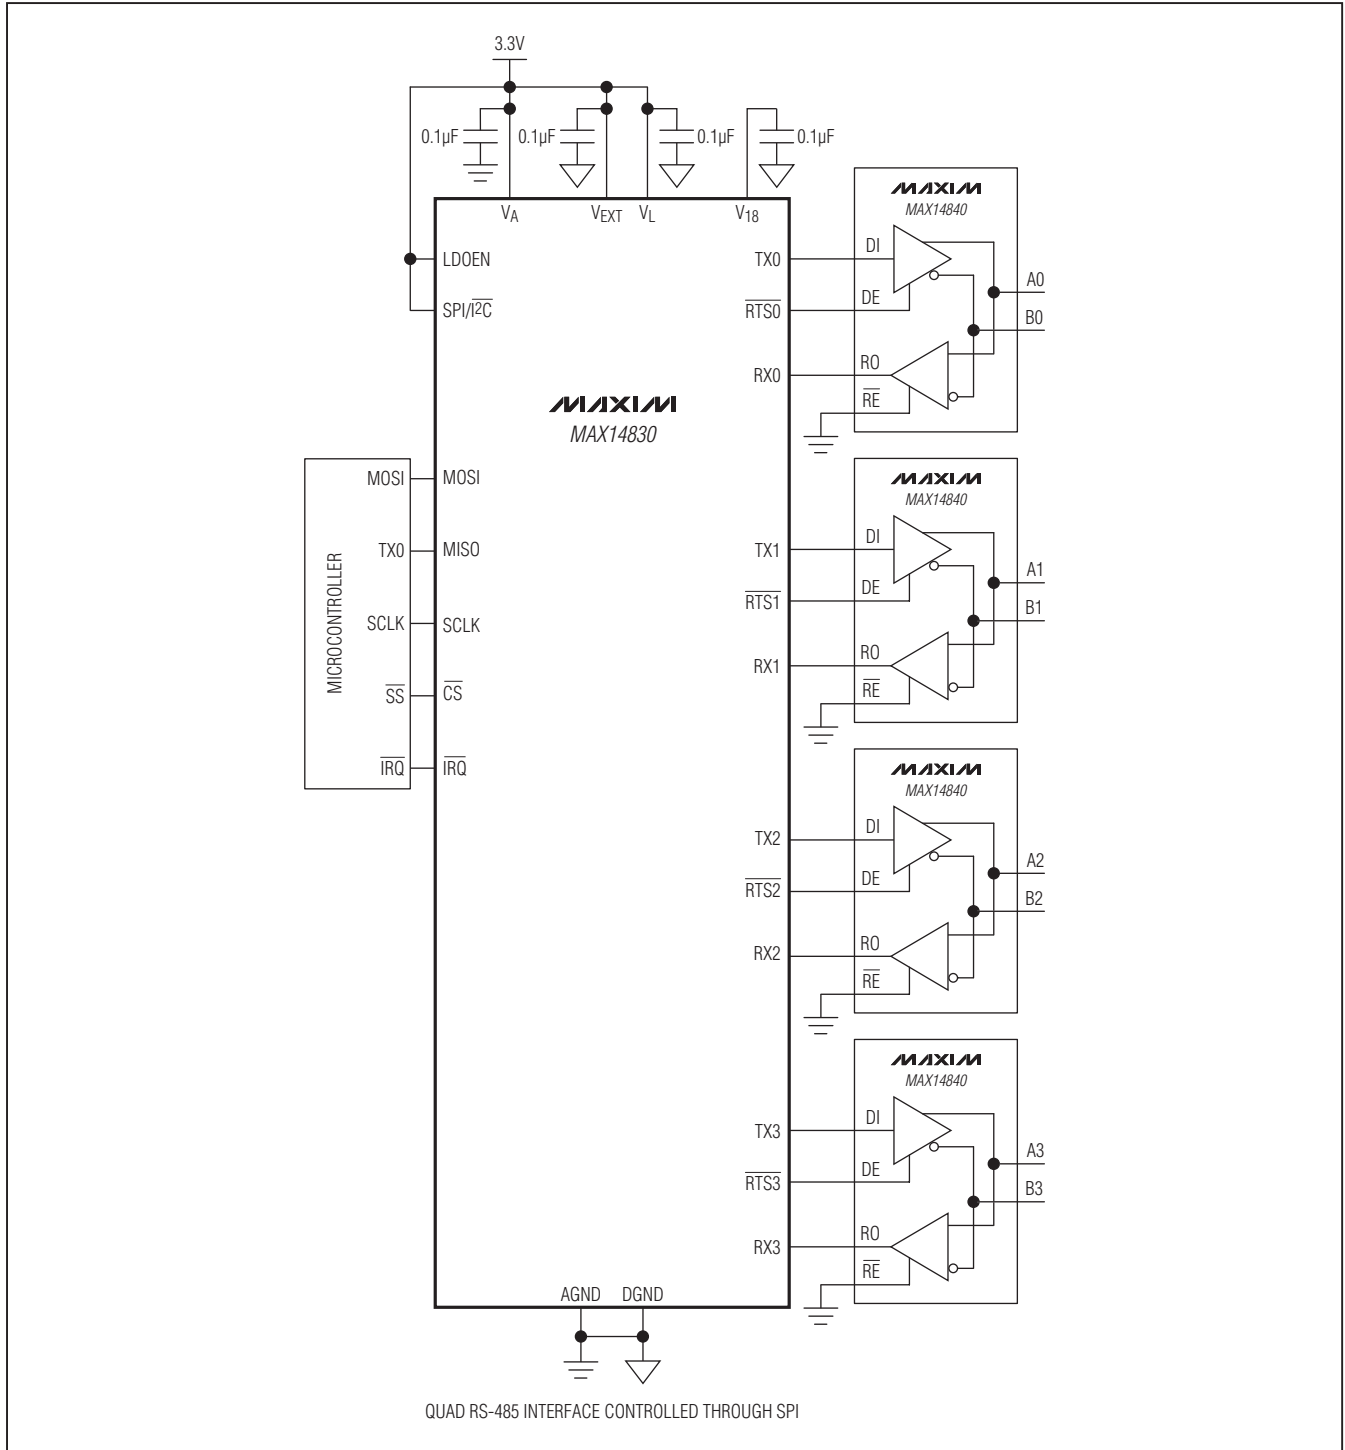 3.3V
0.1µF
0.1µF
0.1µF
0.1µF
VA
VEXT
VL
V18
LDOEN
SPI/I2C
MAXIM
MAX14830
MICROCONTROLLER
MOSI
MOSI
TX0
MISO
SCLK
SCLK
SS
CS
IRQ
IRQ
TX0
RTS0
RX0
MAXIM
MAX14840
DI
DE
RO
RE
A0
B0
TX1
RTS1
RX1
MAXIM
MAX14840
DI
DE
RO
RE
A1
B1
TX2
RTS2
RX2
MAXIM
MAX14840
DI
DE
RO
RE
A2
B2
TX3
RTS3
RX3
MAXIM
MAX14840
DI
DE
RO
RE
A3
B3
AGND
DGND
QUAD RS-485 INTERFACE CONTROLLED THROUGH SPI